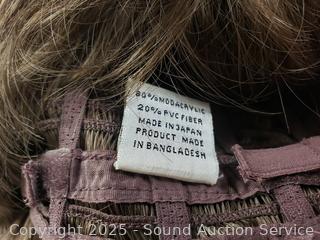 80% MODACRYLIC
20% PVC FIBER
MADE IN JAPAN
PRODUCT MADE
IN BANGLADESH
Copyright 2025 - Sound Auction Service